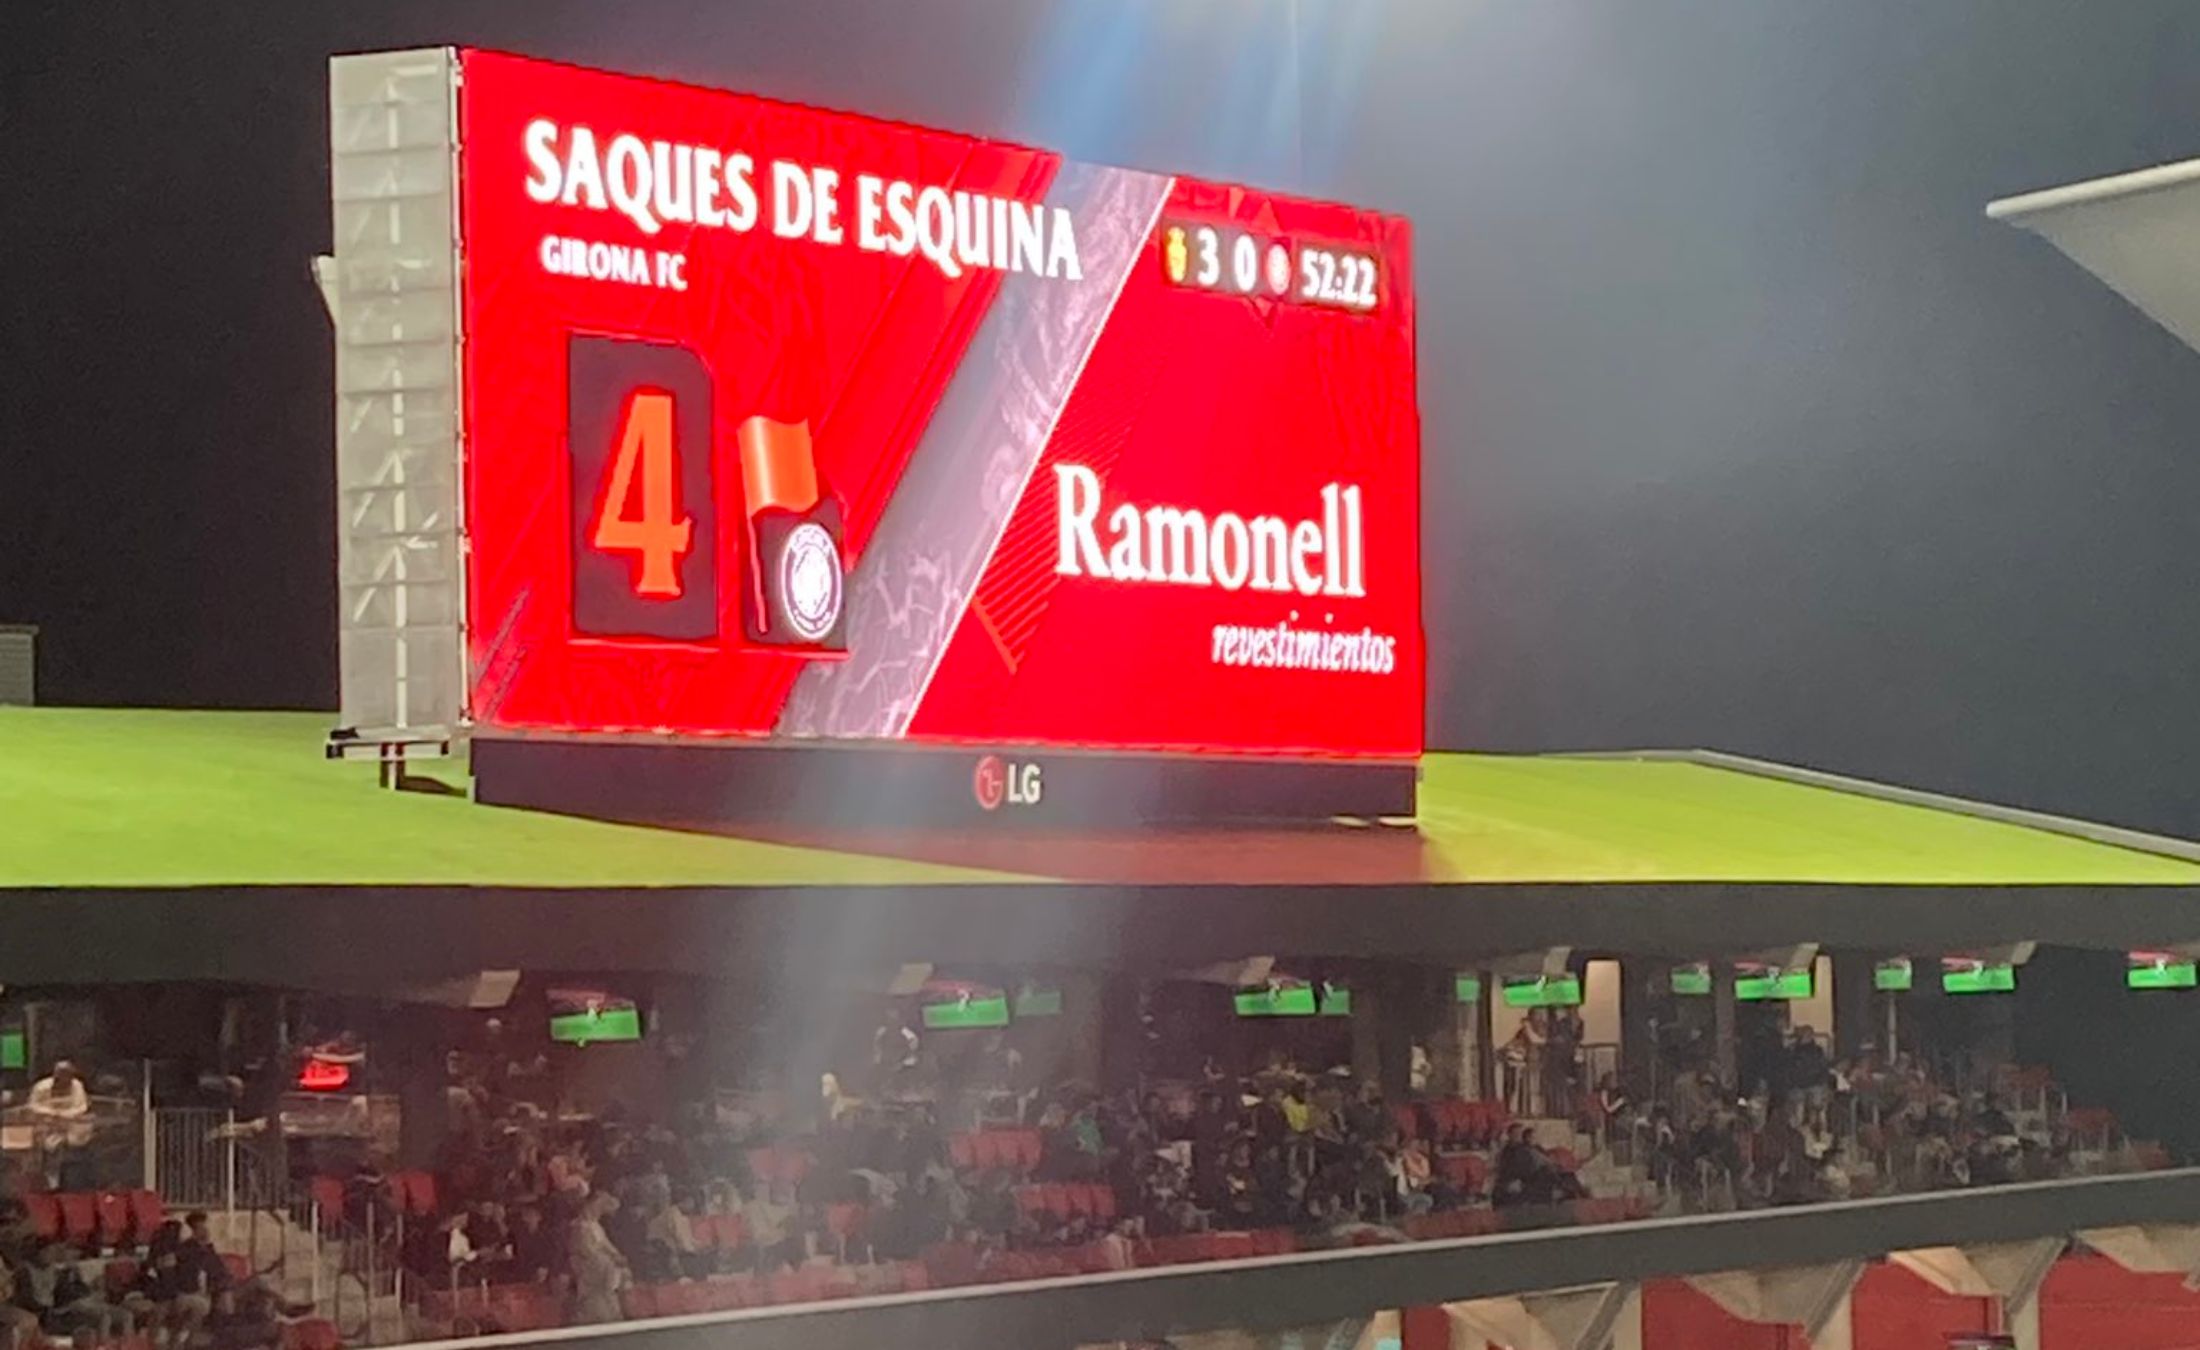 SAQUES DE ESQUINA
GIRONA FC
3 0 52:22
4
Ramonell
revestimientos
LG